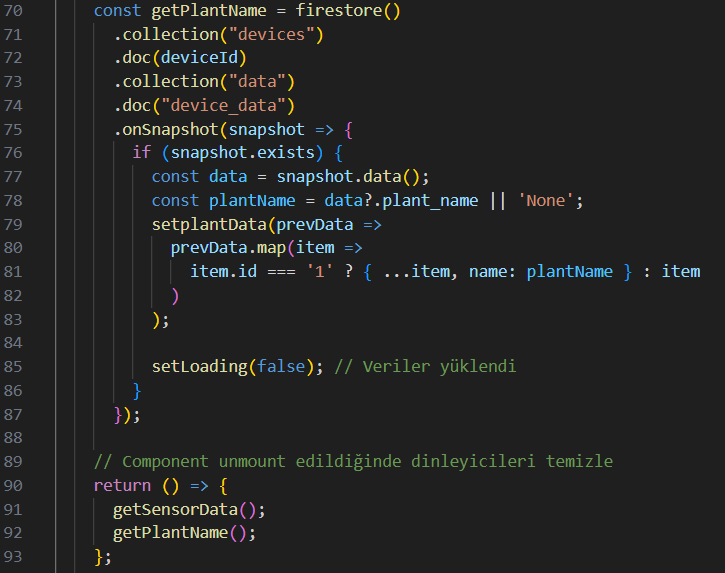 70 const getPlantName = firestore()
71 .collection("devices")
72 .doc(deviceId)
73 .collection("data")
74 .doc("device_data")
75 .onSnapshot(snapshot => {
76 if (snapshot.exists) {
77 const data = snapshot.data();
78 const plantName = data?.plant_name || 'None';
79 setplantData(prevData =>
80 prevData.map(item =>
81 item.id === '1' ? { ...item, name: plantName } : item
82 )
83 );
84
85 setLoading(false); // Veriler yüklendi
86 }
87 });
88
89 // Component unmount edildiğinde dinleyicileri temizle
90 return () => {
91 getSensorData();
92 getPlantName();
93 };